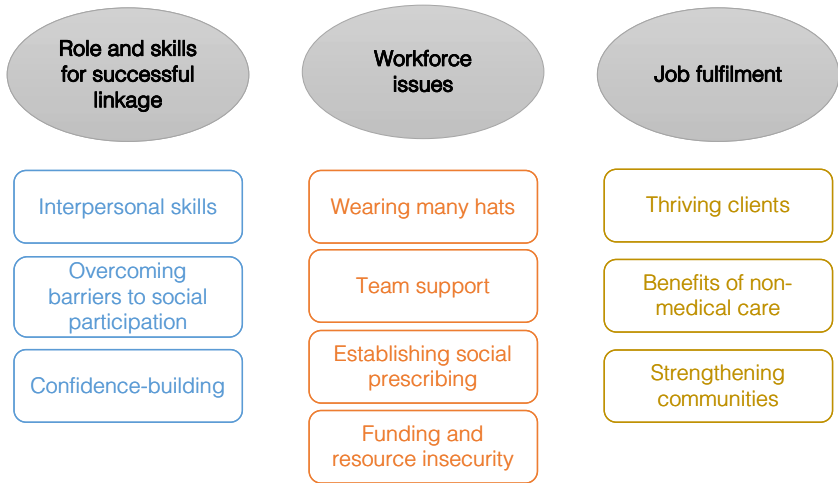 Role and skills
for successful
linkage
Interpersonal skills
Overcoming
barriers to social
participation
Confidence-building
Workforce
issues
Wearing many hats
Team support
Establishing social
prescribing
Funding and
resource insecurity
Job fulfilment
Thriving clients
Benefits of non-
medical care
Strengthening
communities